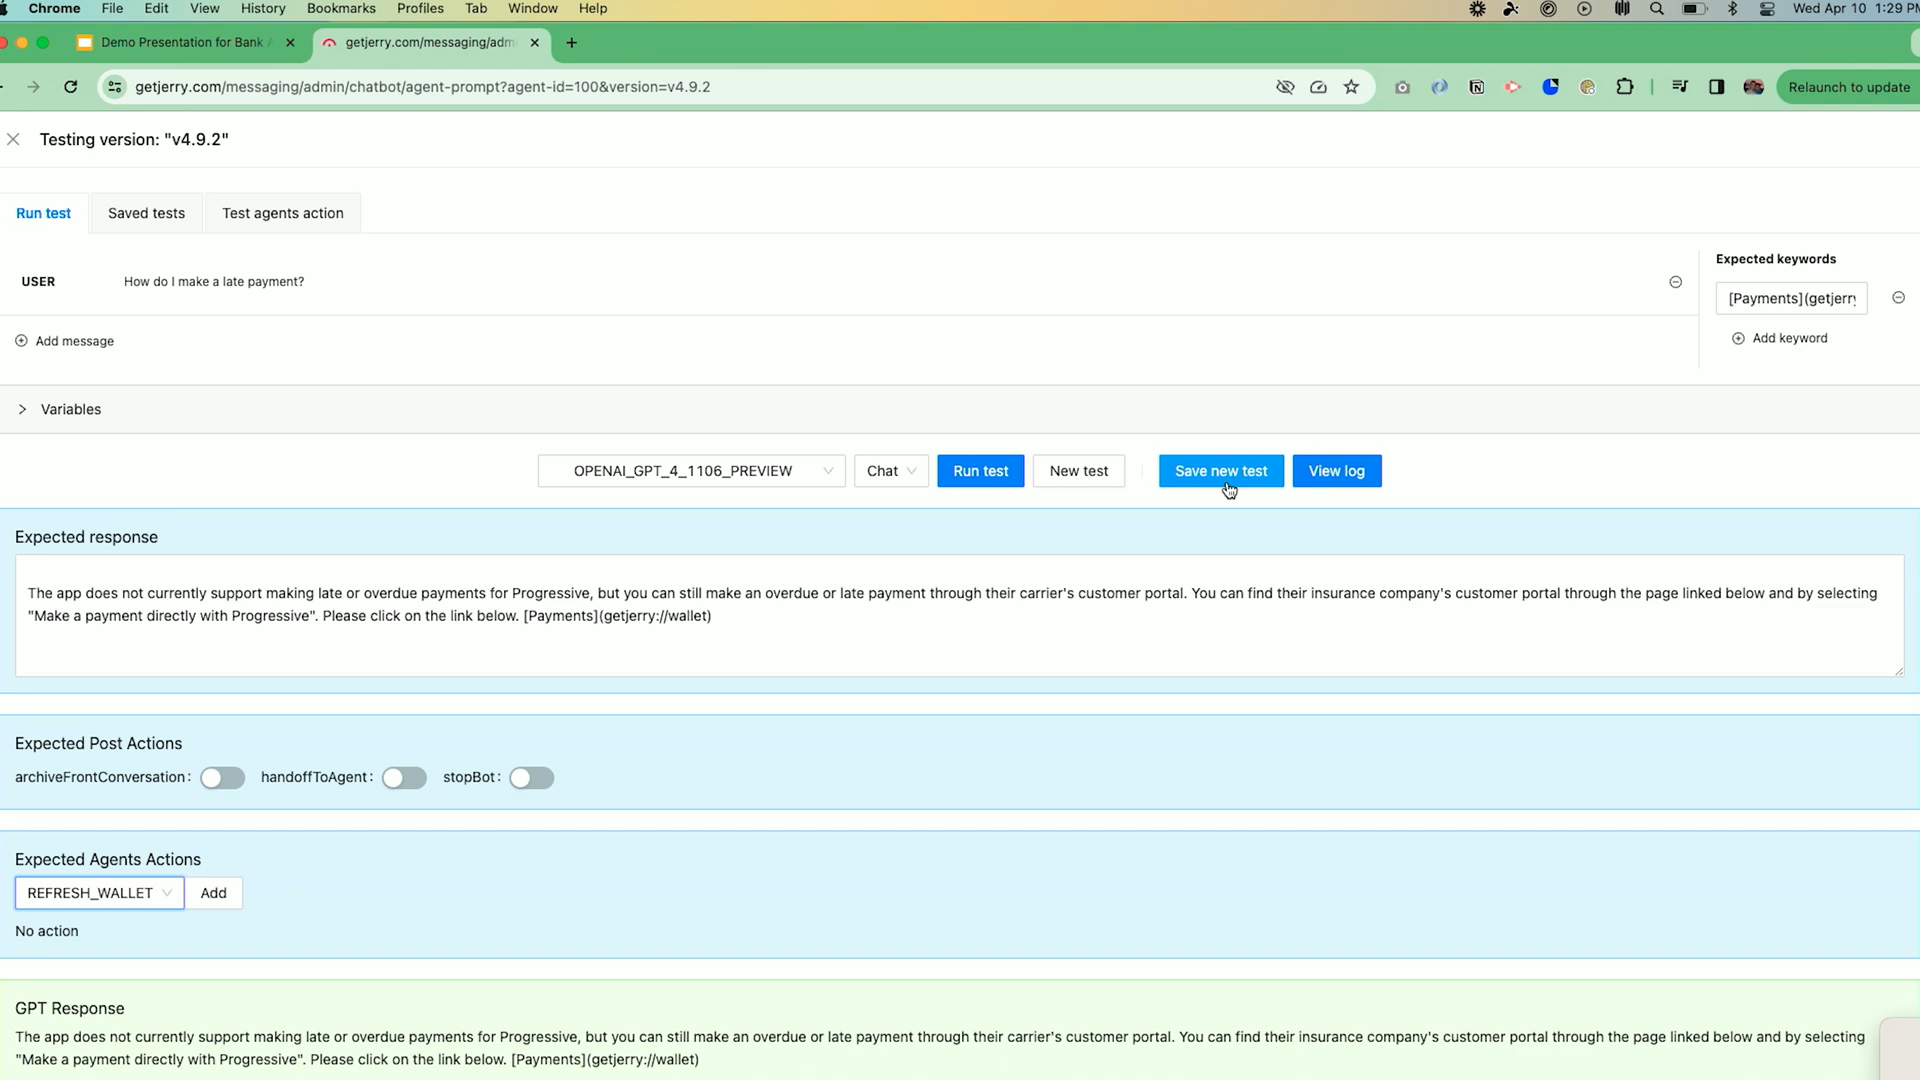 Chrome File Edit View History Bookmarks Profiles Tab Window Help Wed Apr 10 1:29 PM
Demo Presentation for Bank getjerry.com/messaging/adm
getjerry.com/messaging/admin/chatbot/agent-prompt?agent-id=100&version=v4.9.2 Relaunch to update
Testing version: "v4.9.2"
Run test Saved tests Test agents action
Expected keywords
USER How do I make a late payment?
[Payments](getjerry
Add message
Add keyword
Variables
OPENAI_GPT_4_1106_PREVIEW Chat Run test New test Save new test View log
Expected response
The app does not currently support making late or overdue payments for Progressive, but you can still make an overdue or late payment through their carrier's customer portal. You can find their insurance company's customer portal through the page linked below and by selecting
"Make a payment directly with Progressive". Please click on the link below. [Payments](getjerry://wallet)
Expected Post Actions
archiveFrontConversation: handoffToAgent: stopBot:
Expected Agents Actions
REFRESH_WALLET Add
No action
GPT Response
The app does not currently support making late or overdue payments for Progressive, but you can still make an overdue or late payment through their carrier's customer portal. You can find their insurance company's customer portal through the page linked below and by selecting
"Make a payment directly with Progressive". Please click on the link below. [Payments](getjerry://wallet)